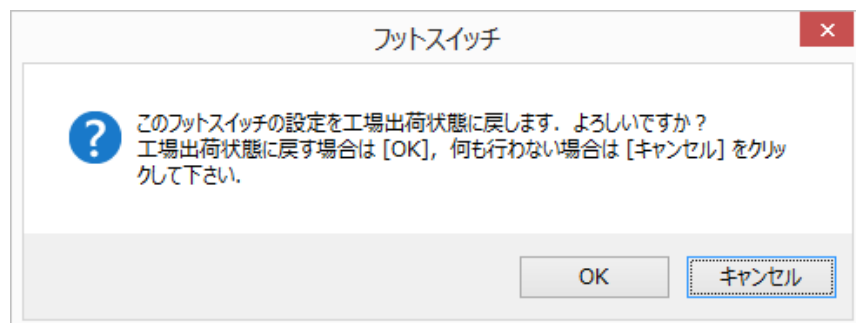 フットスイッチ
このフットスイッチの設定を工場出荷状態に戻します．よろしいですか？
工場出荷状態に戻す場合は [OK]，何も行わない場合は [キャンセル] をクリッ
クして下さい．
OK
キャンセル